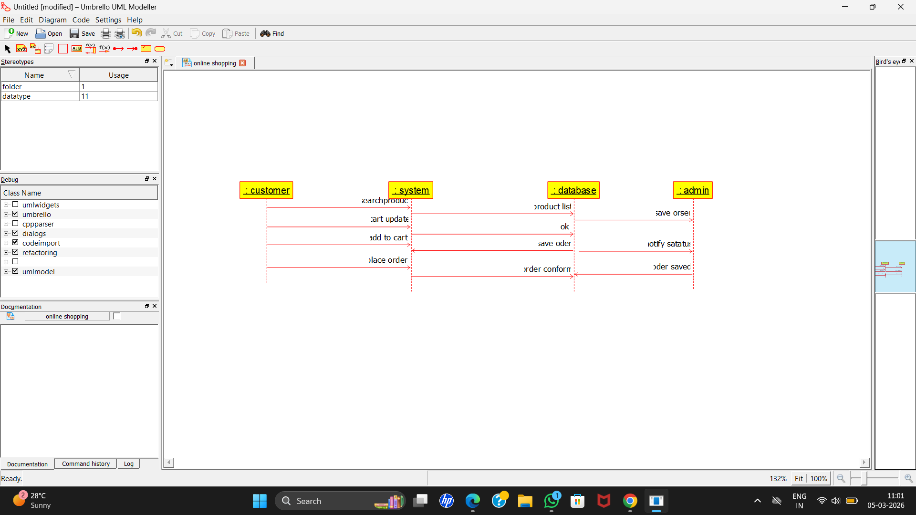 Untitled [modified] – Umbrello UML Modeller
File Edit Diagram Code Settings Help
New Open Save Cut Copy Paste Find
Stereotypes
Name Usage
folder 1
datatype 11
Debug
Class Name
umlwidgets
umbrello
cppparser
dialogs
codeimport
refactoring
umlmodel
Documentation
online shopping
Documentation Command history Log
online shopping
: customer : system : database : admin
searchproduc
product list
save orser
cart update
ok
add to cart
save oder
notify satatu
place order
order conform
oder saved
Bird's eye
Ready.
132% Fit 100%
28°C
Sunny
2
Search
1
ENG
IN
11:01
05-03-2026